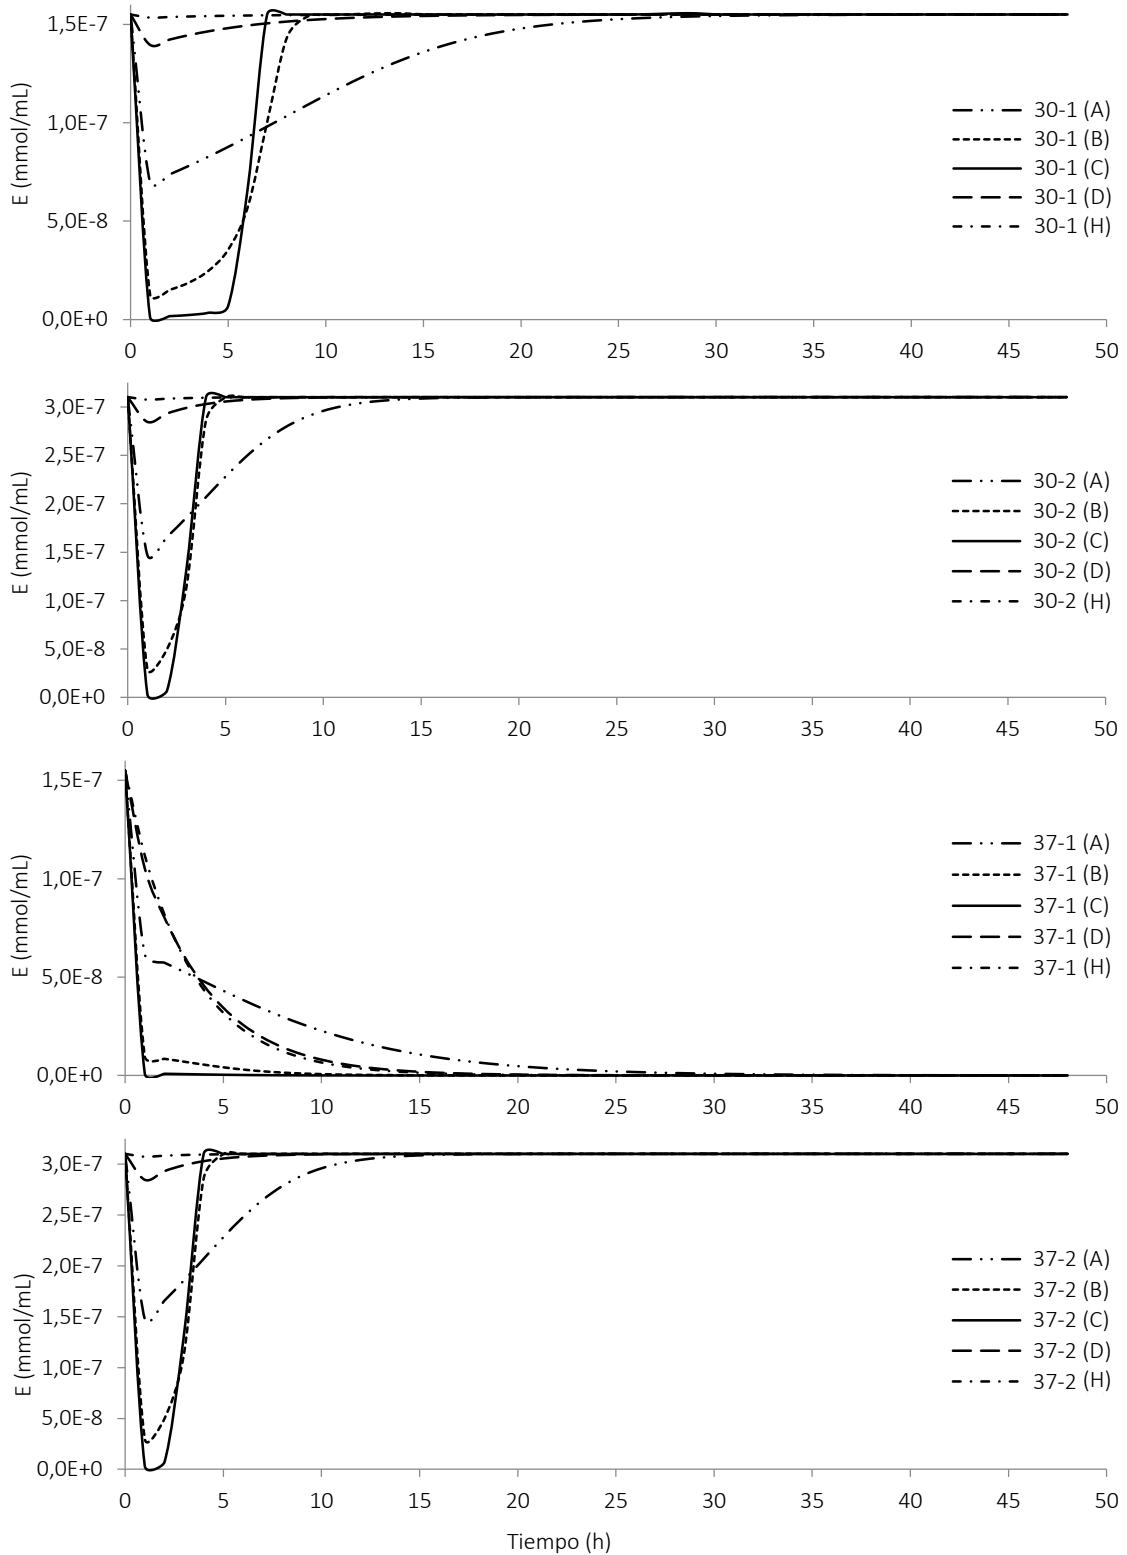 1,5E-7
1,0E-7
5,0E-8
0,0E+0
E (mmol/mL)
30-1 (A)
30-1 (B)
30-1 (C)
30-1 (D)
30-1 (H)
0 5 10 15 20 25 30 35 40 45 50
3,0E-7
2,5E-7
2,0E-7
1,5E-7
1,0E-7
5,0E-8
0,0E+0
E (mmol/mL)
30-2 (A)
30-2 (B)
30-2 (C)
30-2 (D)
30-2 (H)
0 5 10 15 20 25 30 35 40 45 50
1,5E-7
1,0E-7
5,0E-8
0,0E+0
E (mmol/mL)
37-1 (A)
37-1 (B)
37-1 (C)
37-1 (D)
37-1 (H)
0 5 10 15 20 25 30 35 40 45 50
3,0E-7
2,5E-7
2,0E-7
1,5E-7
1,0E-7
5,0E-8
0,0E+0
E (mmol/mL)
37-2 (A)
37-2 (B)
37-2 (C)
37-2 (D)
37-2 (H)
0 5 10 15 20 25 30 35 40 45 50
Tiempo (h)